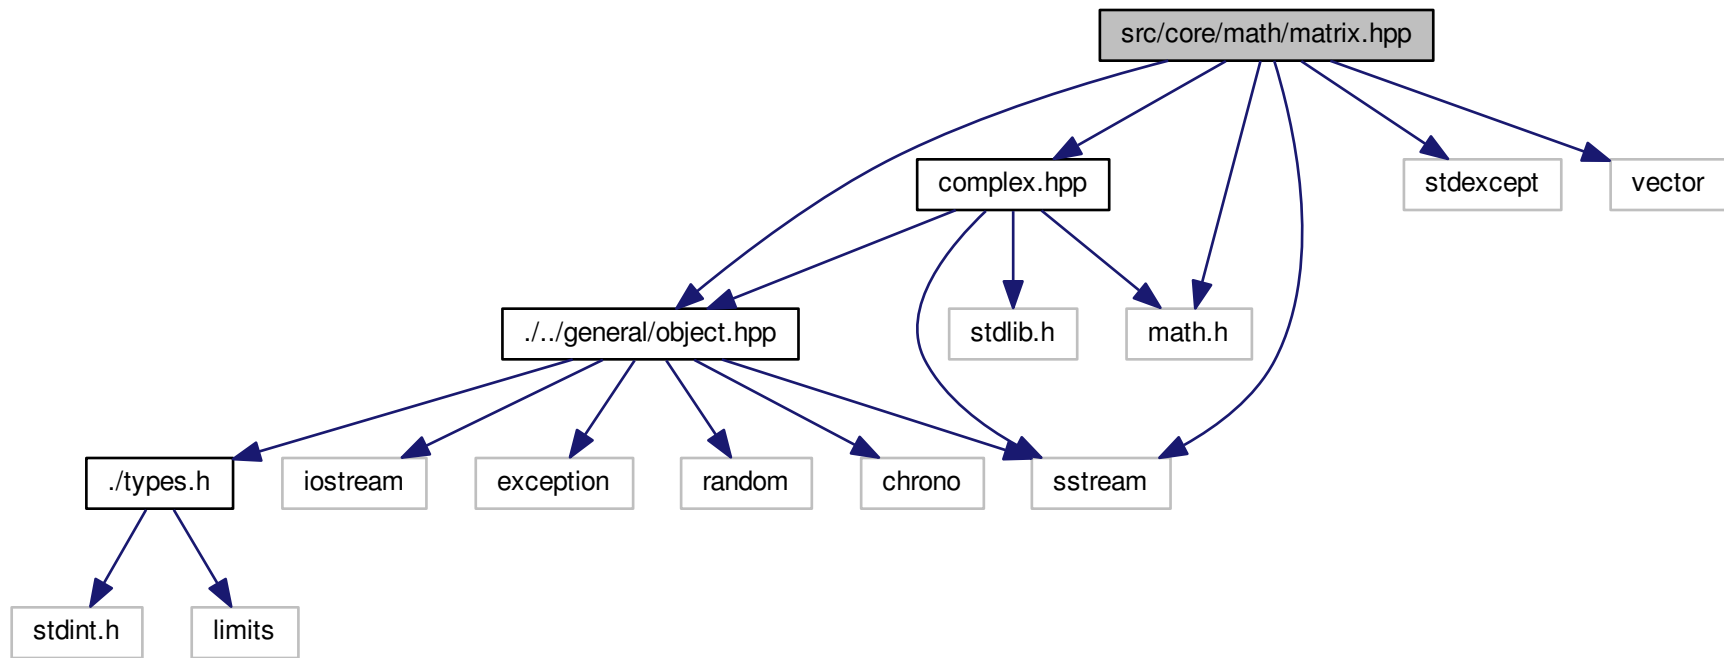 src/core/math/matrix.hpp
complex.hpp
stdexcept
vector
./../general/object.hpp
stdlib.h
math.h
./types.h
iostream
exception
random
chrono
sstream
stdint.h
limits